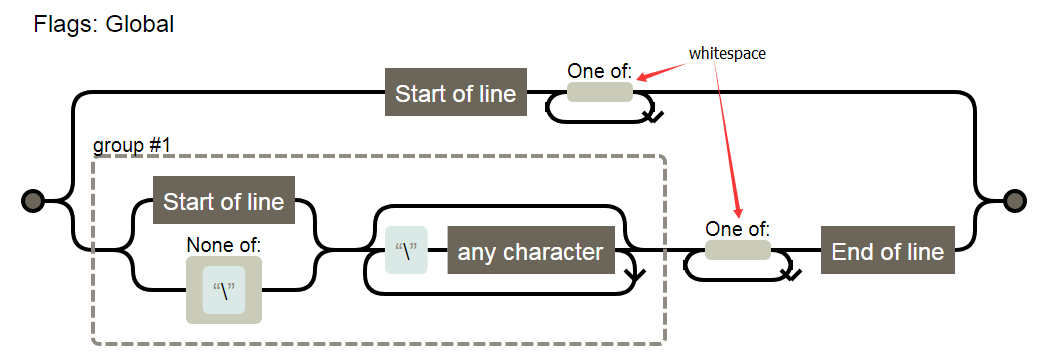 Flags: Global
whitespace
One of:
Start of line
group #1
Start of line
None of:
“\”
“\”
any character
One of:
End of line